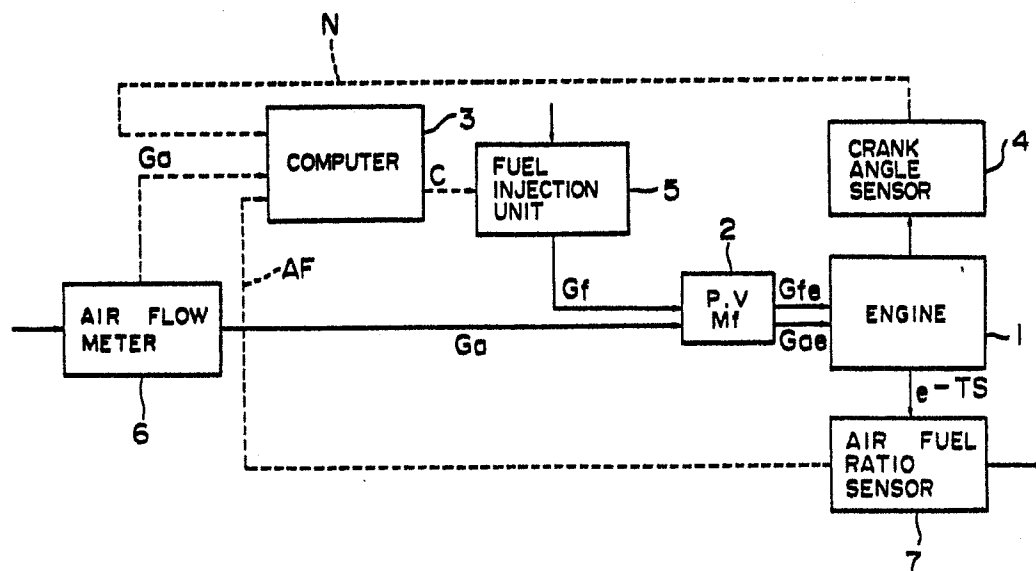 N
3
COMPUTER
Ga
C
FUEL
INJECTION
UNIT
5
CRANK
ANGLE
SENSOR
4
AF
2
Gf
P.V
Mf
Gfe
Gae
ENGINE
1
AIR FLOW
METER
6
Ga
e-TS
AIR FUEL
RATIO
SENSOR
7